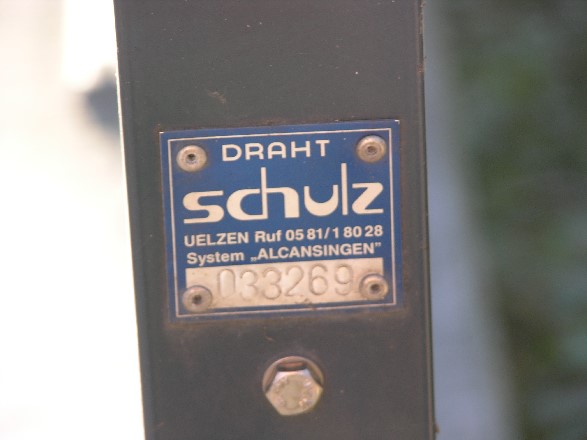 DRAHT
schulz
UELZEN Ruf 05 81/1 80 28
System „ALCANSINGEN"
033269